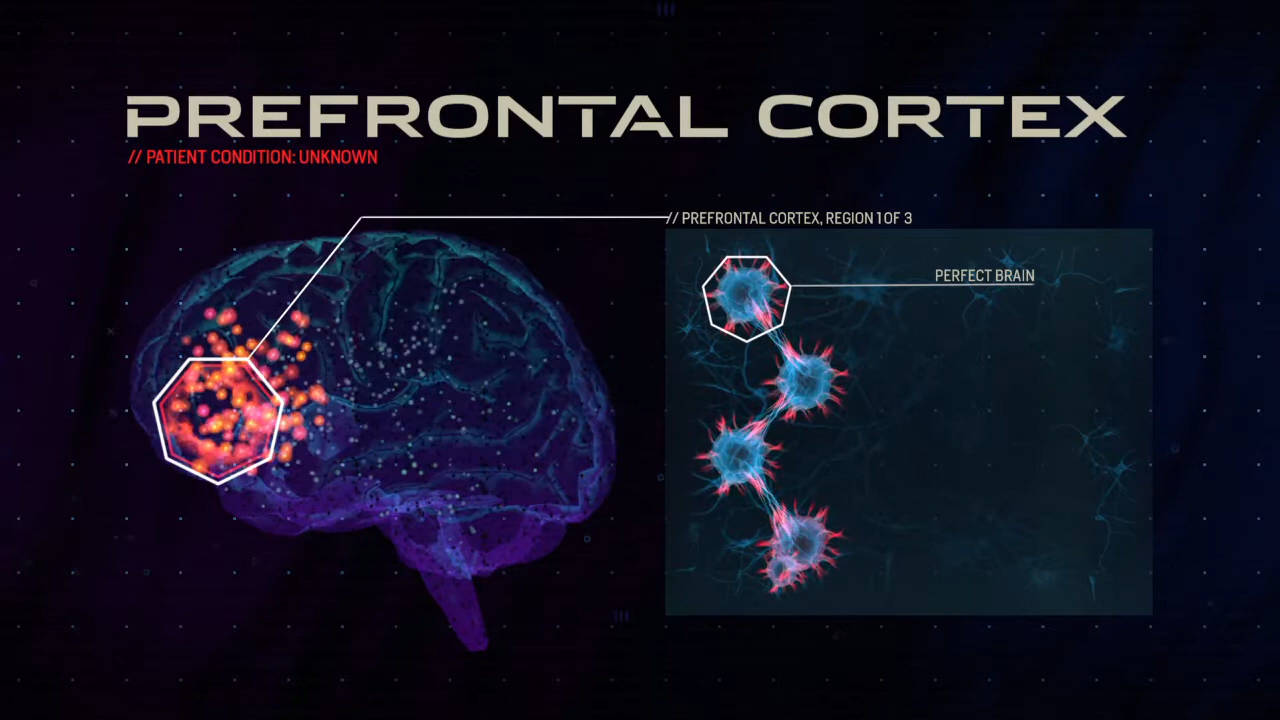 PREFRONTAL CORTEX
// PATIENT CONDITION: UNKNOWN
// PREFRONTAL CORTEX, REGION 1 OF 3
PERFECT BRAIN